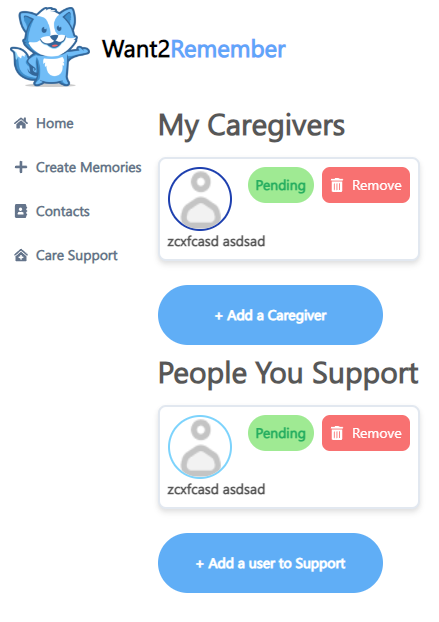 Want2Remember
Home
Create Memories
Contacts
Care Support
My Caregivers
Pending
Remove
zcxfcasd asdsad
+ Add a Caregiver
People You Support
Pending
Remove
zcxfcasd asdsad
+ Add a user to Support